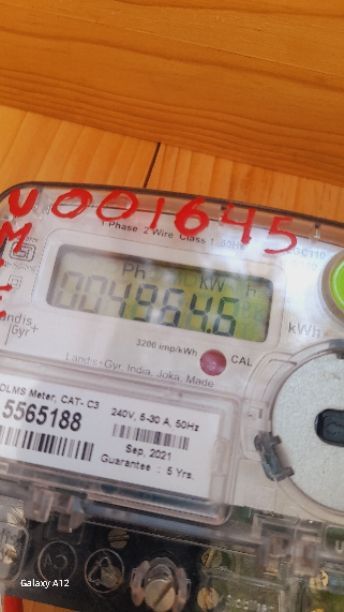 U001645
1 Phase 2 Wire Class 1 50Hz
Ph kW h
004964.6
kWh
3200 imp/kWh
CAL
Landis+Gyr, India, Joka, Made
Landis
Gyr+
DLMS Meter, CAT- C3
5565188
240V, 5-30 A, 50Hz
Sep, 2021
Guarantee : 5 Yrs.
Galaxy A12